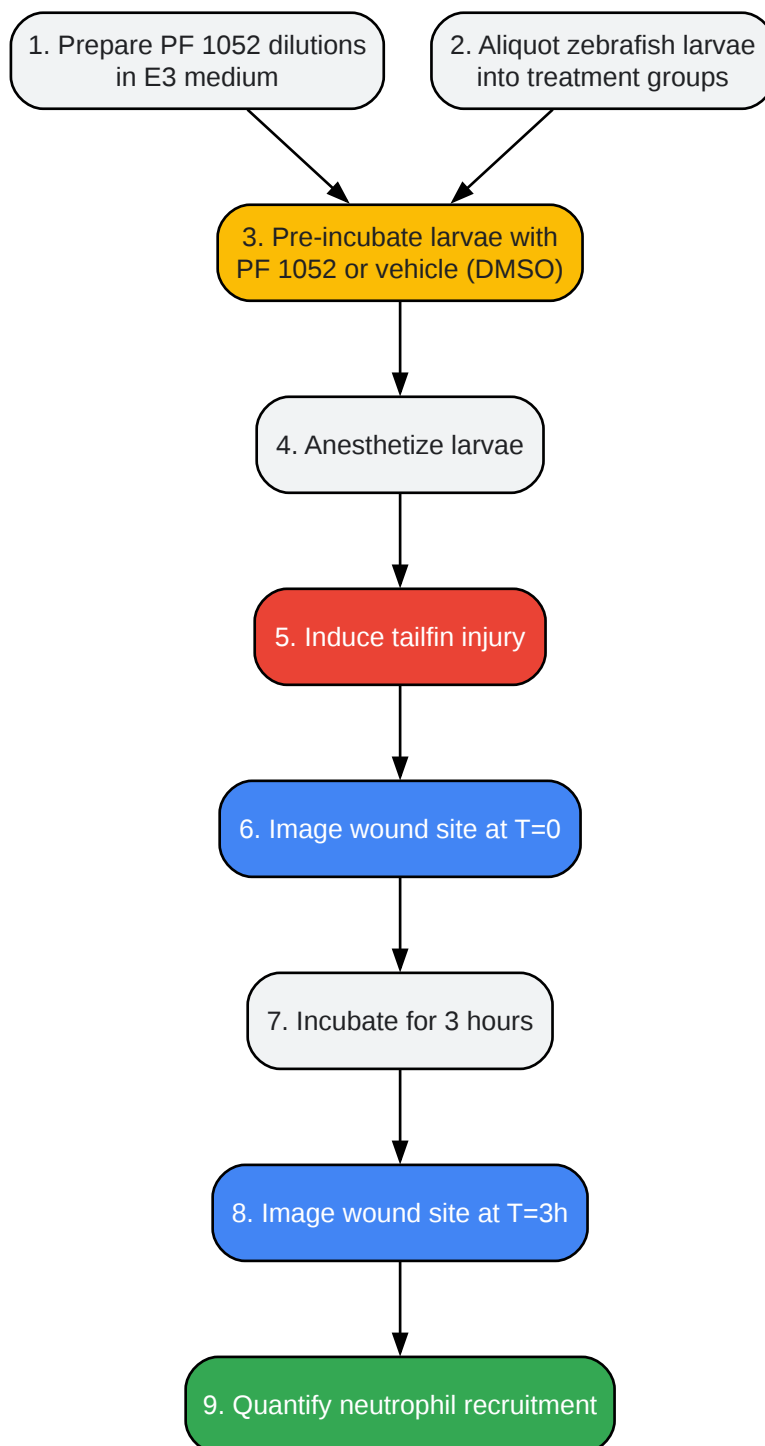 1. Prepare PF 1052 dilutions
in E3 medium
2. Aliquot zebrafish larvae
into treatment groups
3. Pre-incubate larvae with
PF 1052 or vehicle (DMSO)
4. Anesthetize larvae
5. Induce tailfin injury
6. Image wound site at T=0
7. Incubate for 3 hours
8. Image wound site at T=3h
9. Quantify neutrophil recruitment